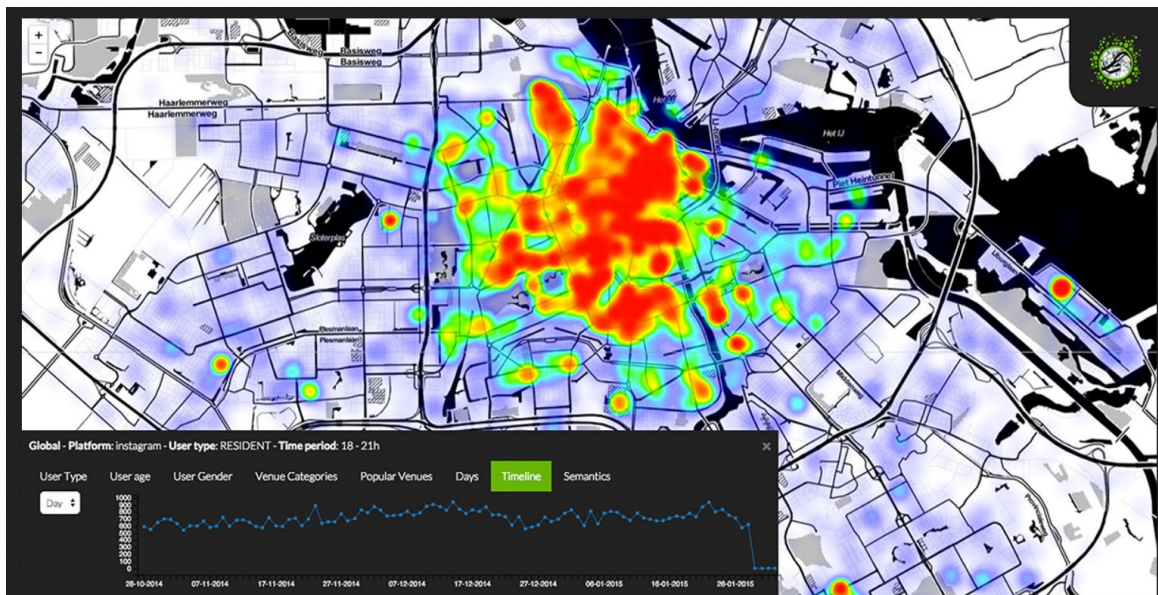 +
-
Basisweg
Basisweg
Basisweg
Haarlemmerweg
Haarlemmerweg
Het IJ
Piet Heintunnel
Sloterplas
IJburglaan
Plesmanlaan
Plesmanlaan
Middenweg
Global - Platform: instagram - User type: RESIDENT - Time period: 18 - 21h
×
User Type
User age
User Gender
Venue Categories
Popular Venues
Days
Timeline
Semantics
Day
1000
900
800
700
600
500
400
300
200
100
0
28-10-2014
07-11-2014
17-11-2014
27-11-2014
07-12-2014
17-12-2014
27-12-2014
06-01-2015
16-01-2015
26-01-2015